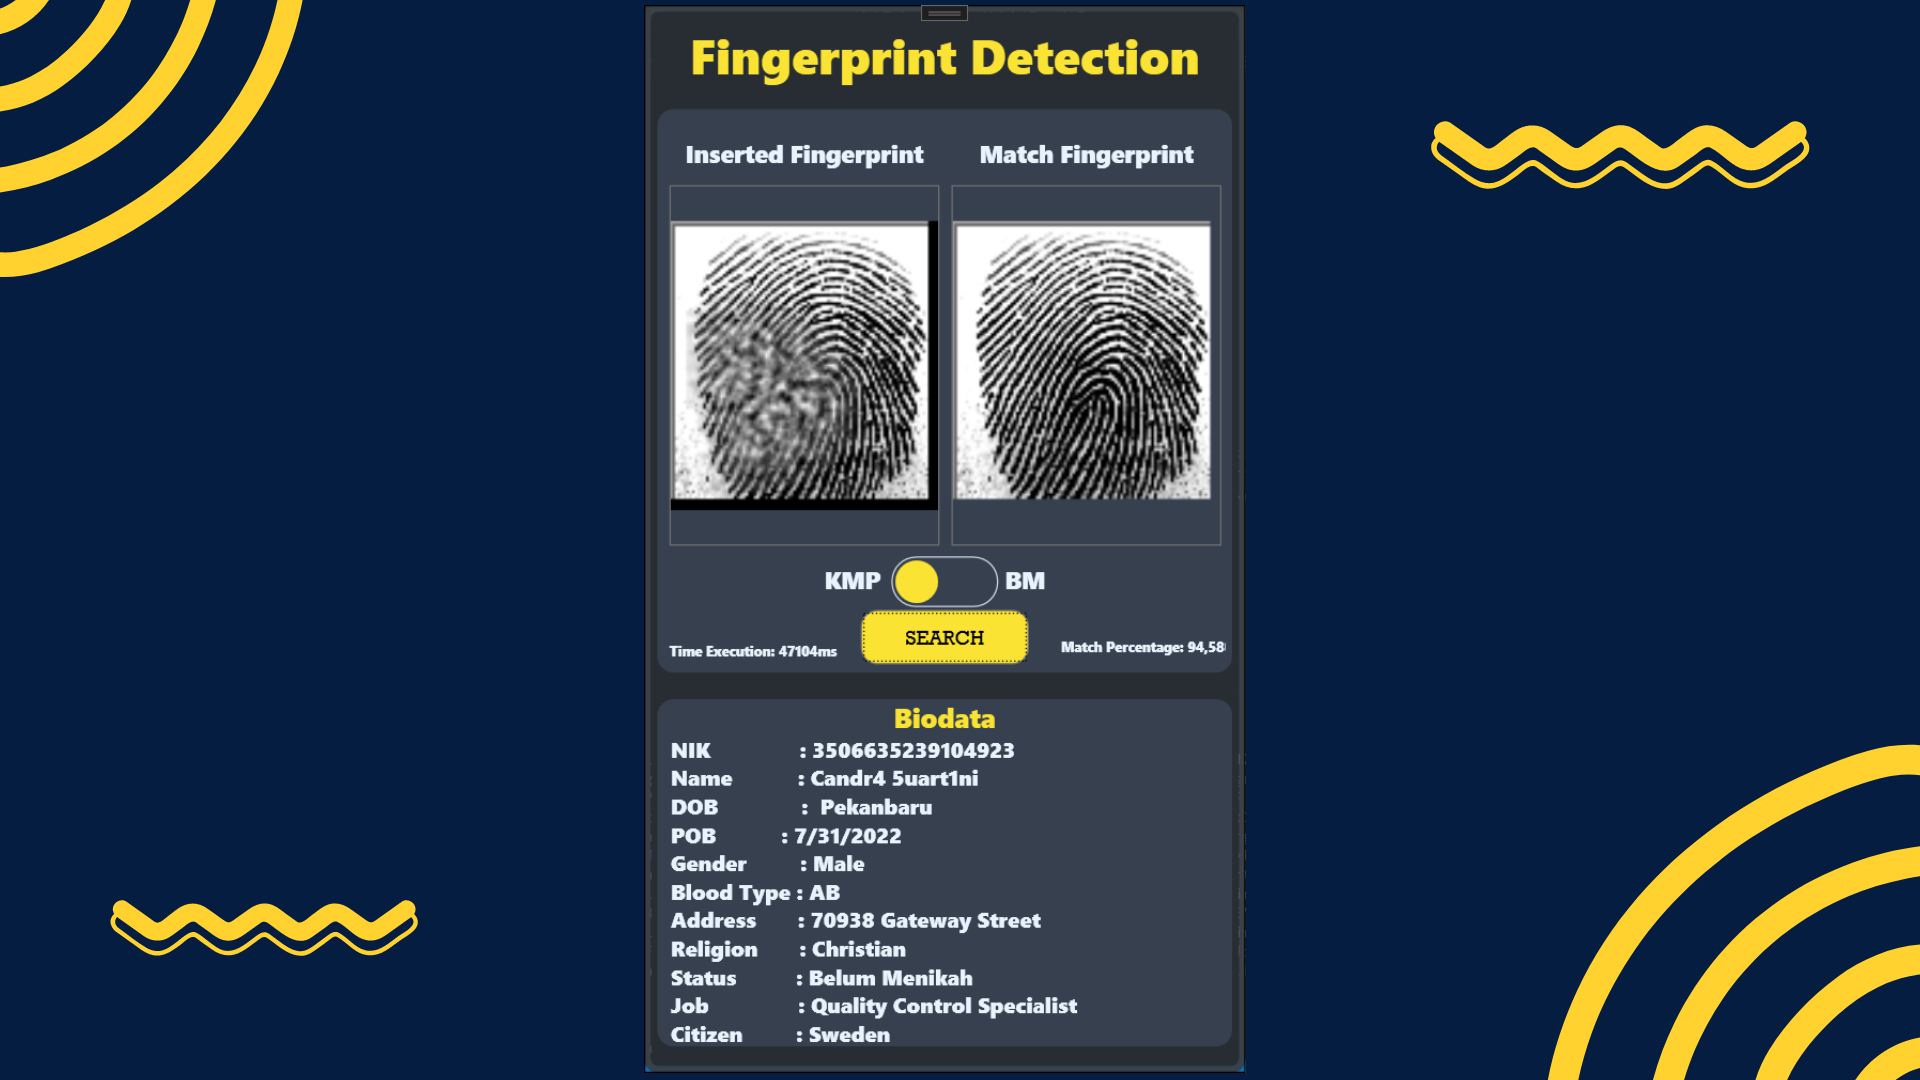 Fingerprint Detection
Inserted Fingerprint Match Fingerprint
KMP BM
SEARCH
Time Execution: 47104ms Match Percentage: 94,58
Biodata
NIK : 3506635239104923
Name : Candr4 5uart1ni
DOB : Pekanbaru
POB : 7/31/2022
Gender : Male
Blood Type : AB
Address : 70938 Gateway Street
Religion : Christian
Status : Belum Menikah
Job : Quality Control Specialist
Citizen : Sweden